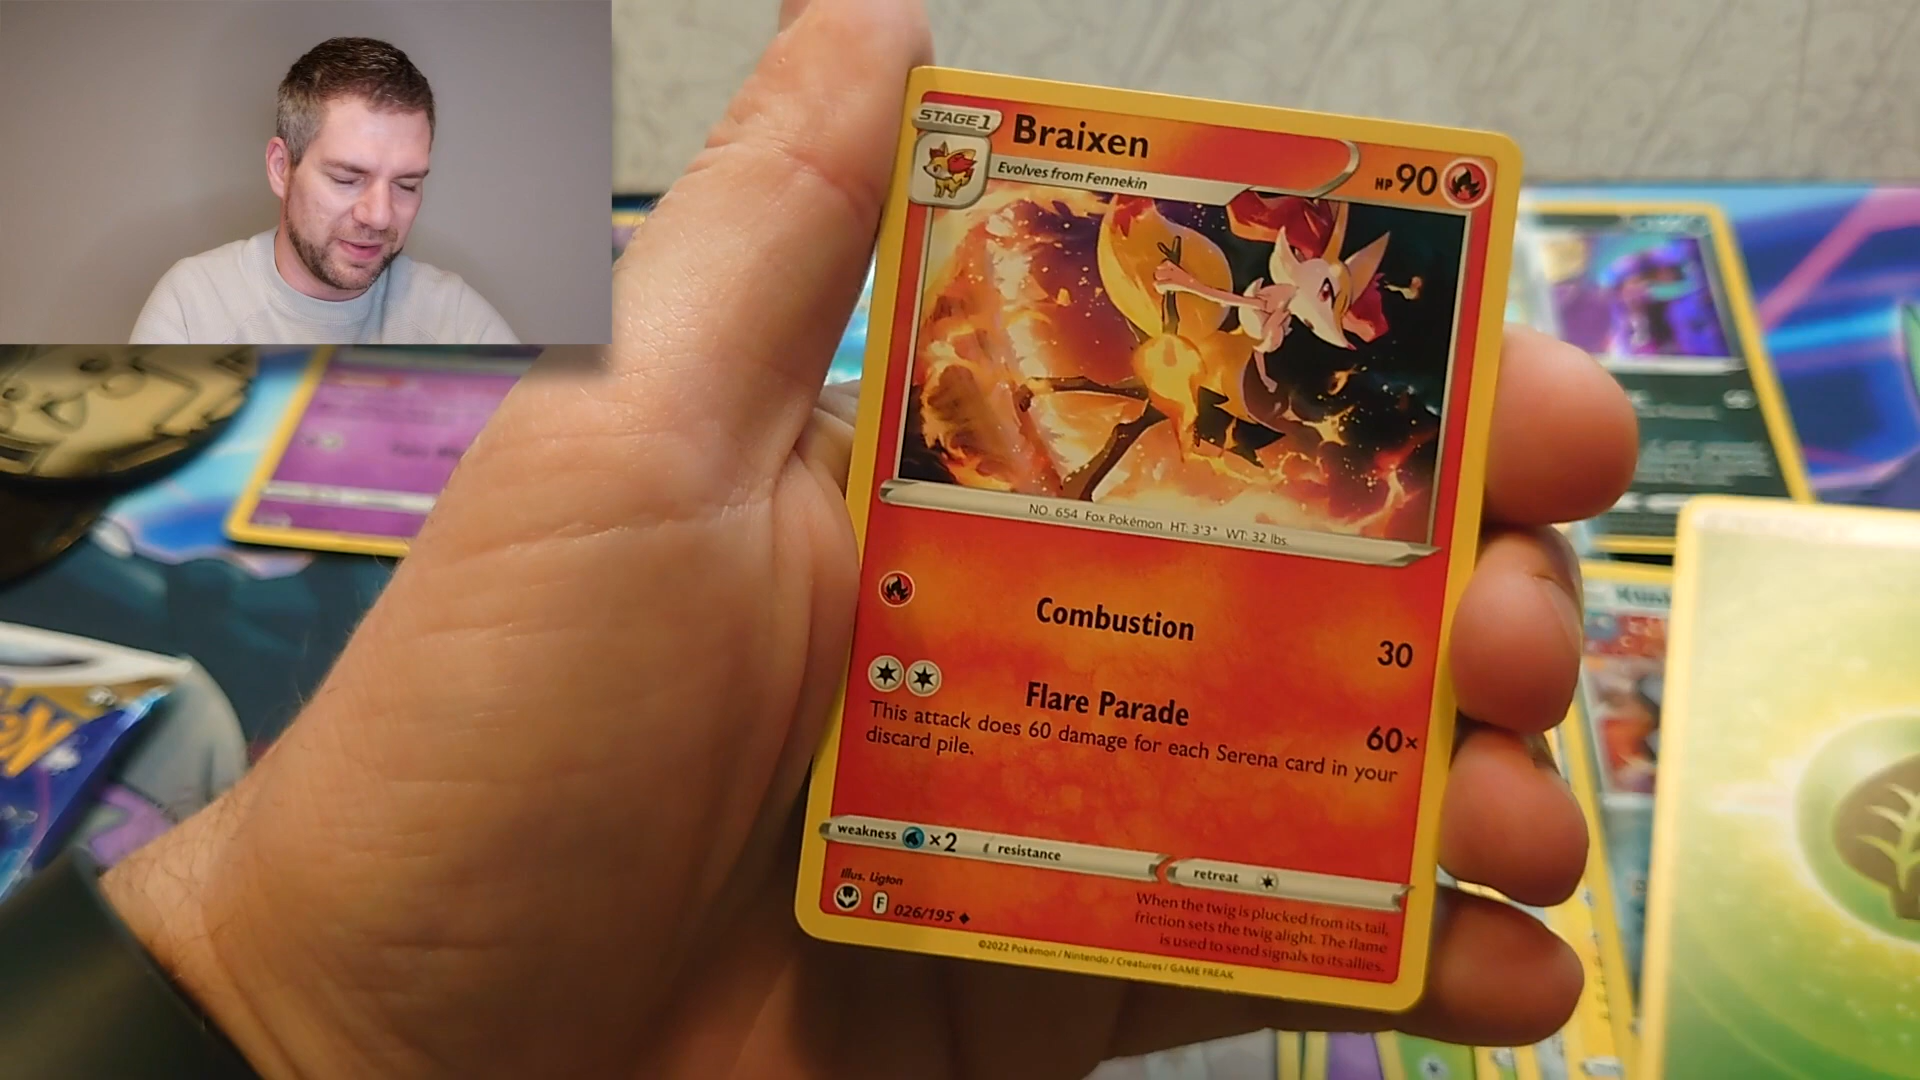 STAGE 1
Braixen
Evolves from Fennekin
HP 90
NO. 654 Fox Pokémon HT: 3'3" WT: 32 lbs.
Combustion
30
Flare Parade
60×
This attack does 60 damage for each Serena card in your
discard pile.
weakness ×2
resistance
retreat
Illus. Ligton
F 026/195
When the twig is plucked from its tail,
friction sets the twig alight. The flame
is used to send signals to its allies.
©2022 Pokémon / Nintendo / Creatures / GAME FREAK